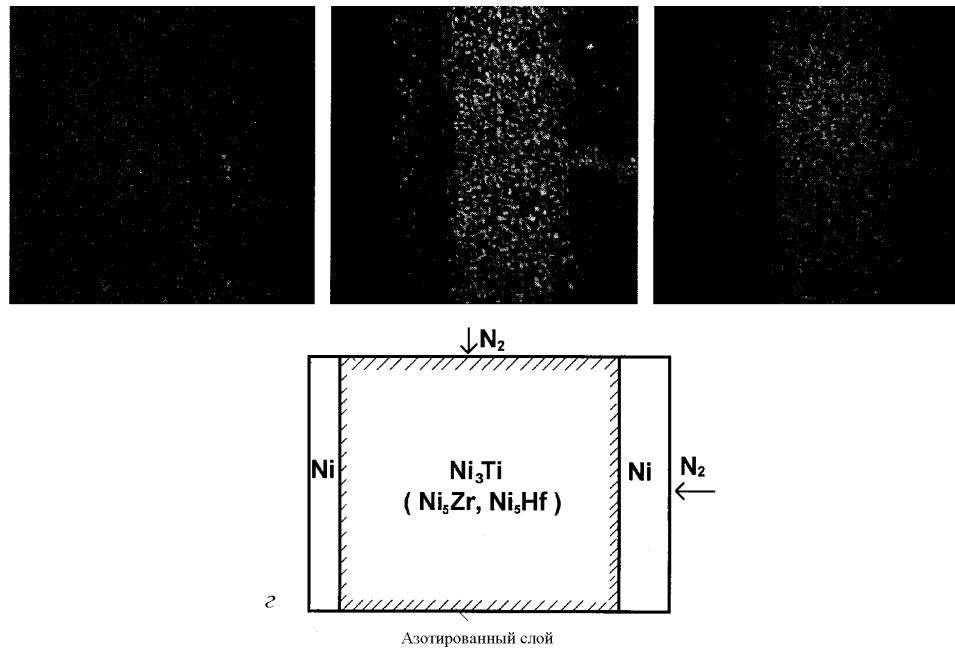 N₂
Ni
Ni₃Ti
( Ni₅Zr, Ni₅Hf )
Ni
N₂
г
Азотированный слой